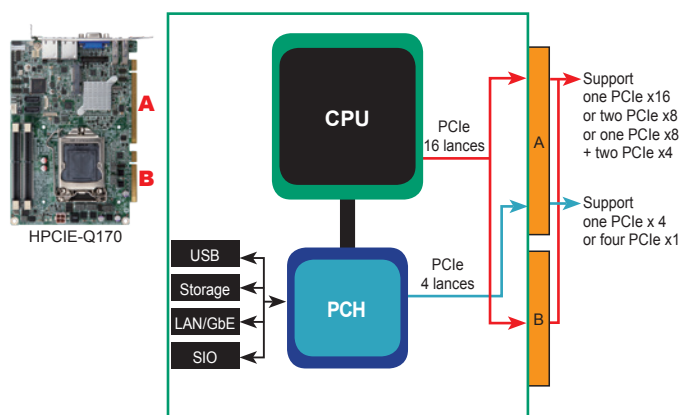 A
B
HPCIE-Q170
CPU
PCIe
16 lances
A
Support
one PCIe x16
or two PCIe x8
or one PCIe x8
+ two PCIe x4
Support
one PCIe x 4
or four PCIe x1
USB
Storage
LAN/GbE
SIO
PCH
PCIe
4 lances
B